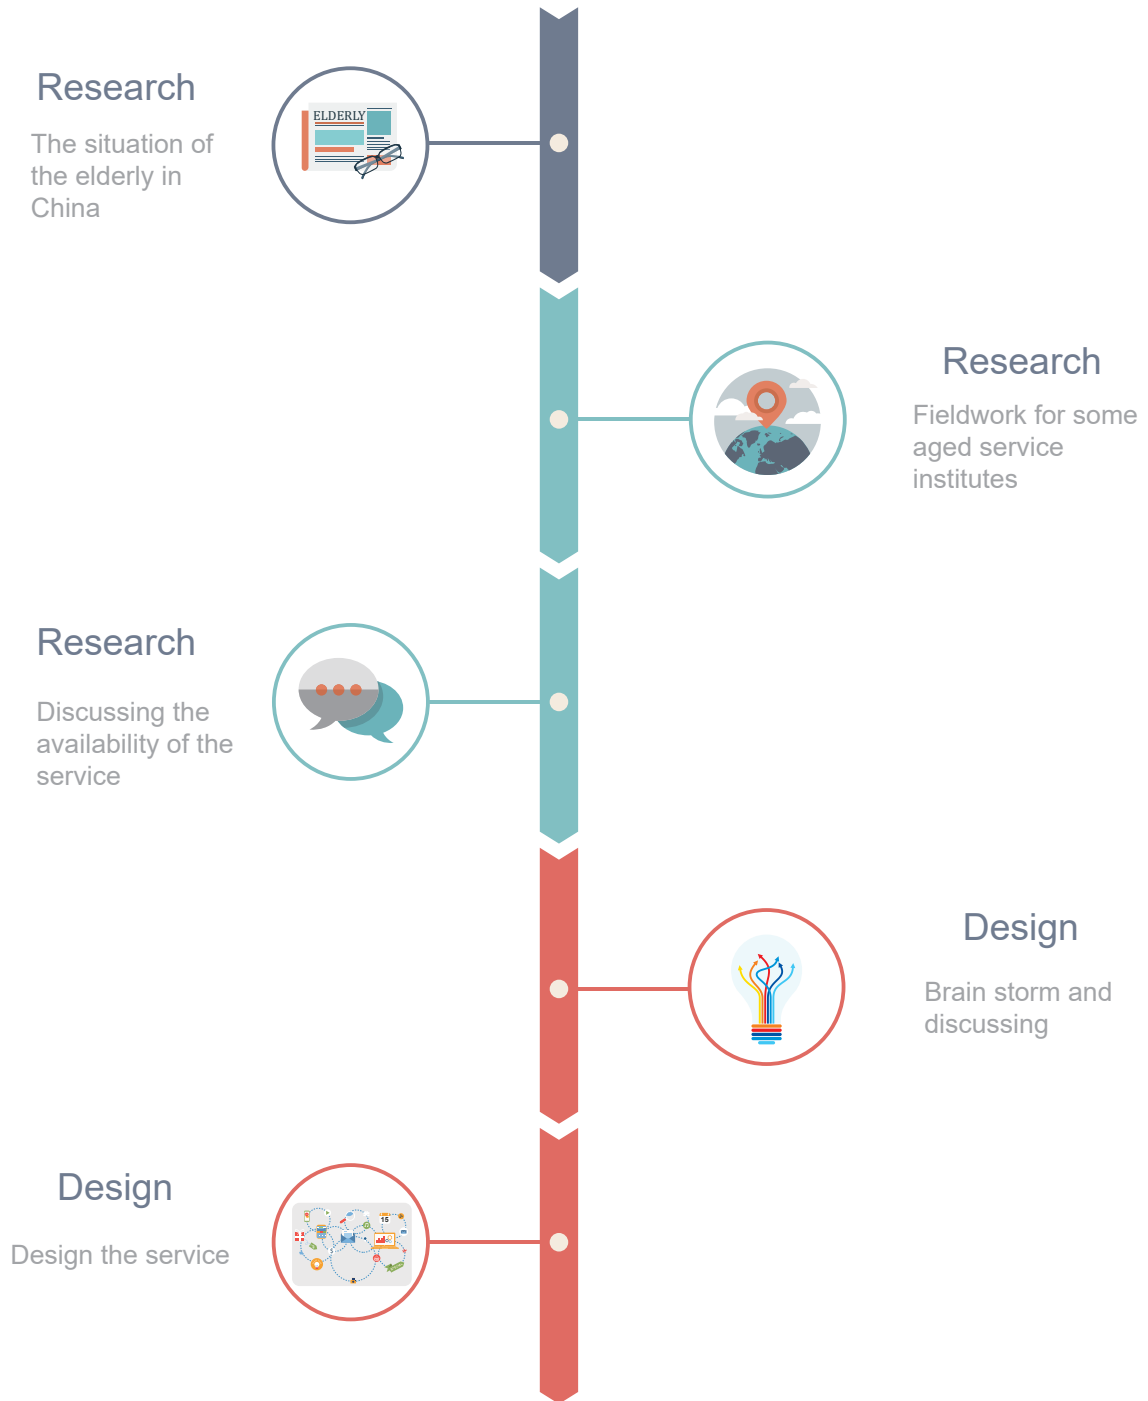 Research
The situation of
the elderly in
China
ELDERLY
Research
Fieldwork for some
aged service
institutes
Research
Discussing the
availability of the
service
Design
Brain storm and
discussing
Design
Design the service
15